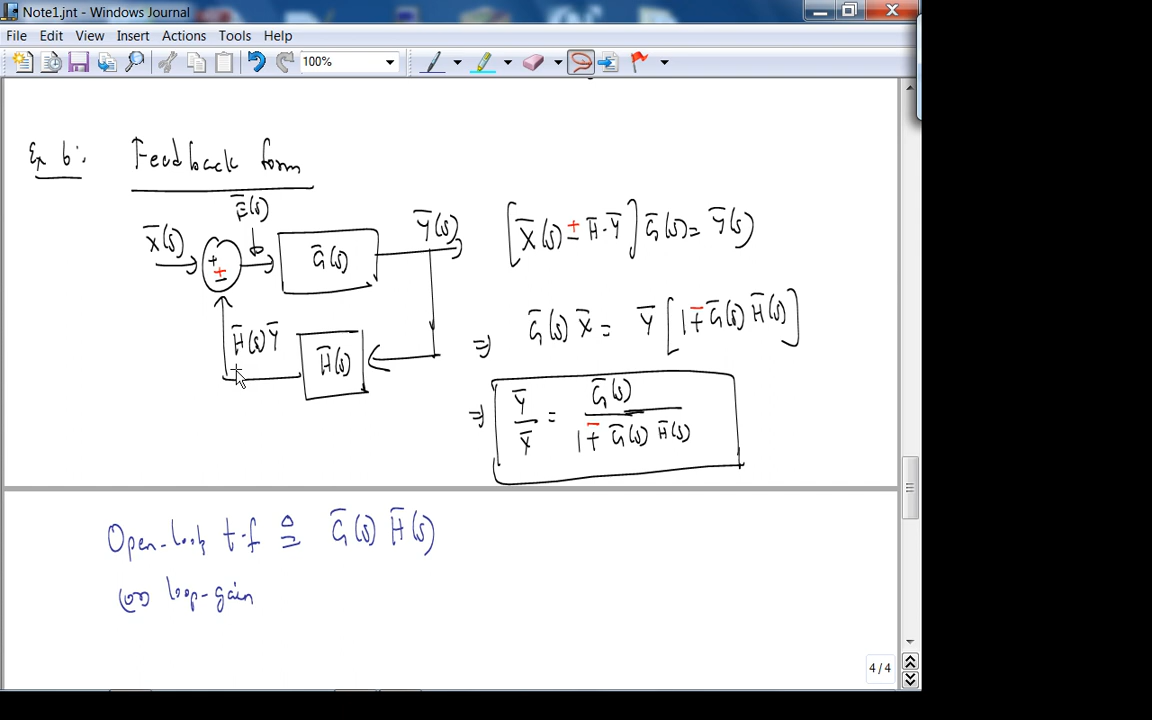 Note1.jnt - Windows Journal
File Edit View Insert Actions Tools Help
100%
Ex 6: Feedback form
X̄(s) + ± Ē(s) Ḡ(s) Ȳ(s)
H̄(s)Ȳ H̄(s)
[X̄(s) ± H̄·Ȳ] Ḡ(s) = Ȳ(s)
⇒ Ḡ(s) X̄ = Ȳ [1 ∓ Ḡ(s) H̄(s)]
⇒ Ȳ/X̄ = Ḡ(s) / (1 ∓ Ḡ(s) H̄(s))
Open-loop t.f ≜ Ḡ(s) H̄(s)
(or) loop-gain
4 / 4